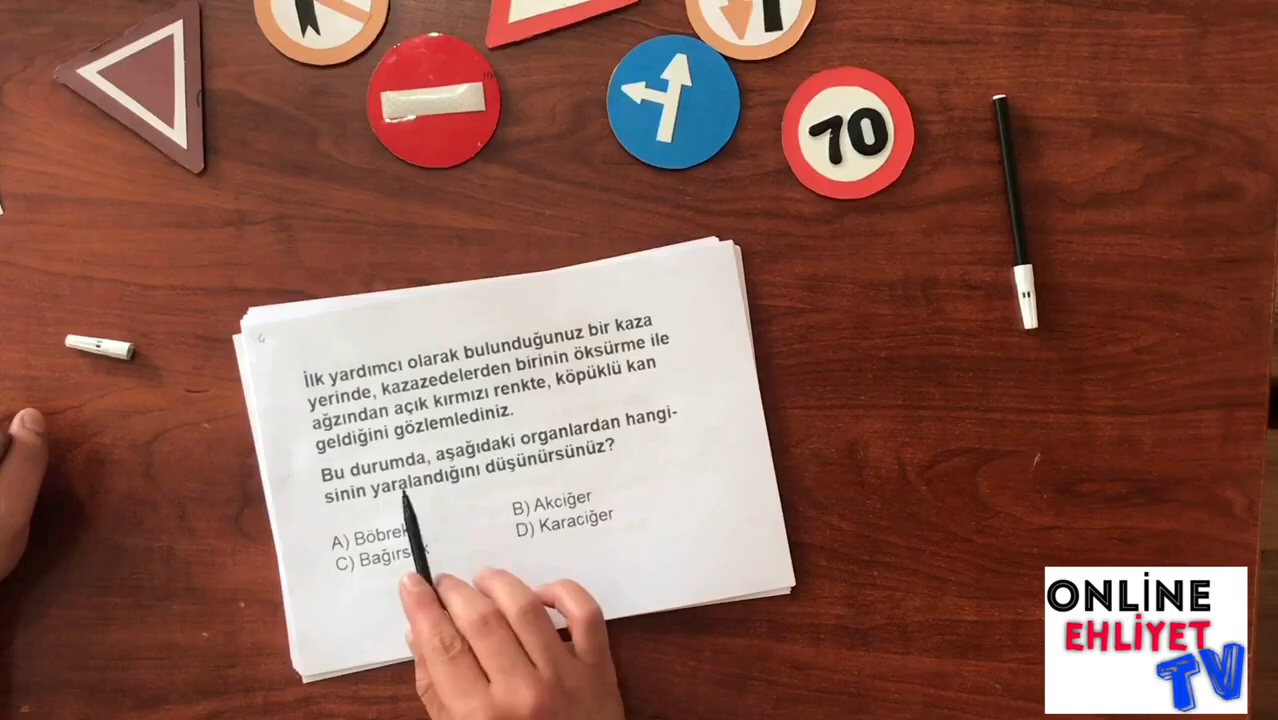 70
İlk yardımcı olarak bulunduğunuz bir kaza
yerinde, kazazedelerden birinin öksürme ile
ağzından açık kırmızı renkte, köpüklü kan
geldiğini gözlemlediniz.
Bu durumda, aşağıdaki organlardan hangi-
sinin yaralandığını düşünürsünüz?
A) Böbrek
B) Akciğer
C) Bağırsak
D) Karaciğer
ONLİNE
EHLİYET
TV